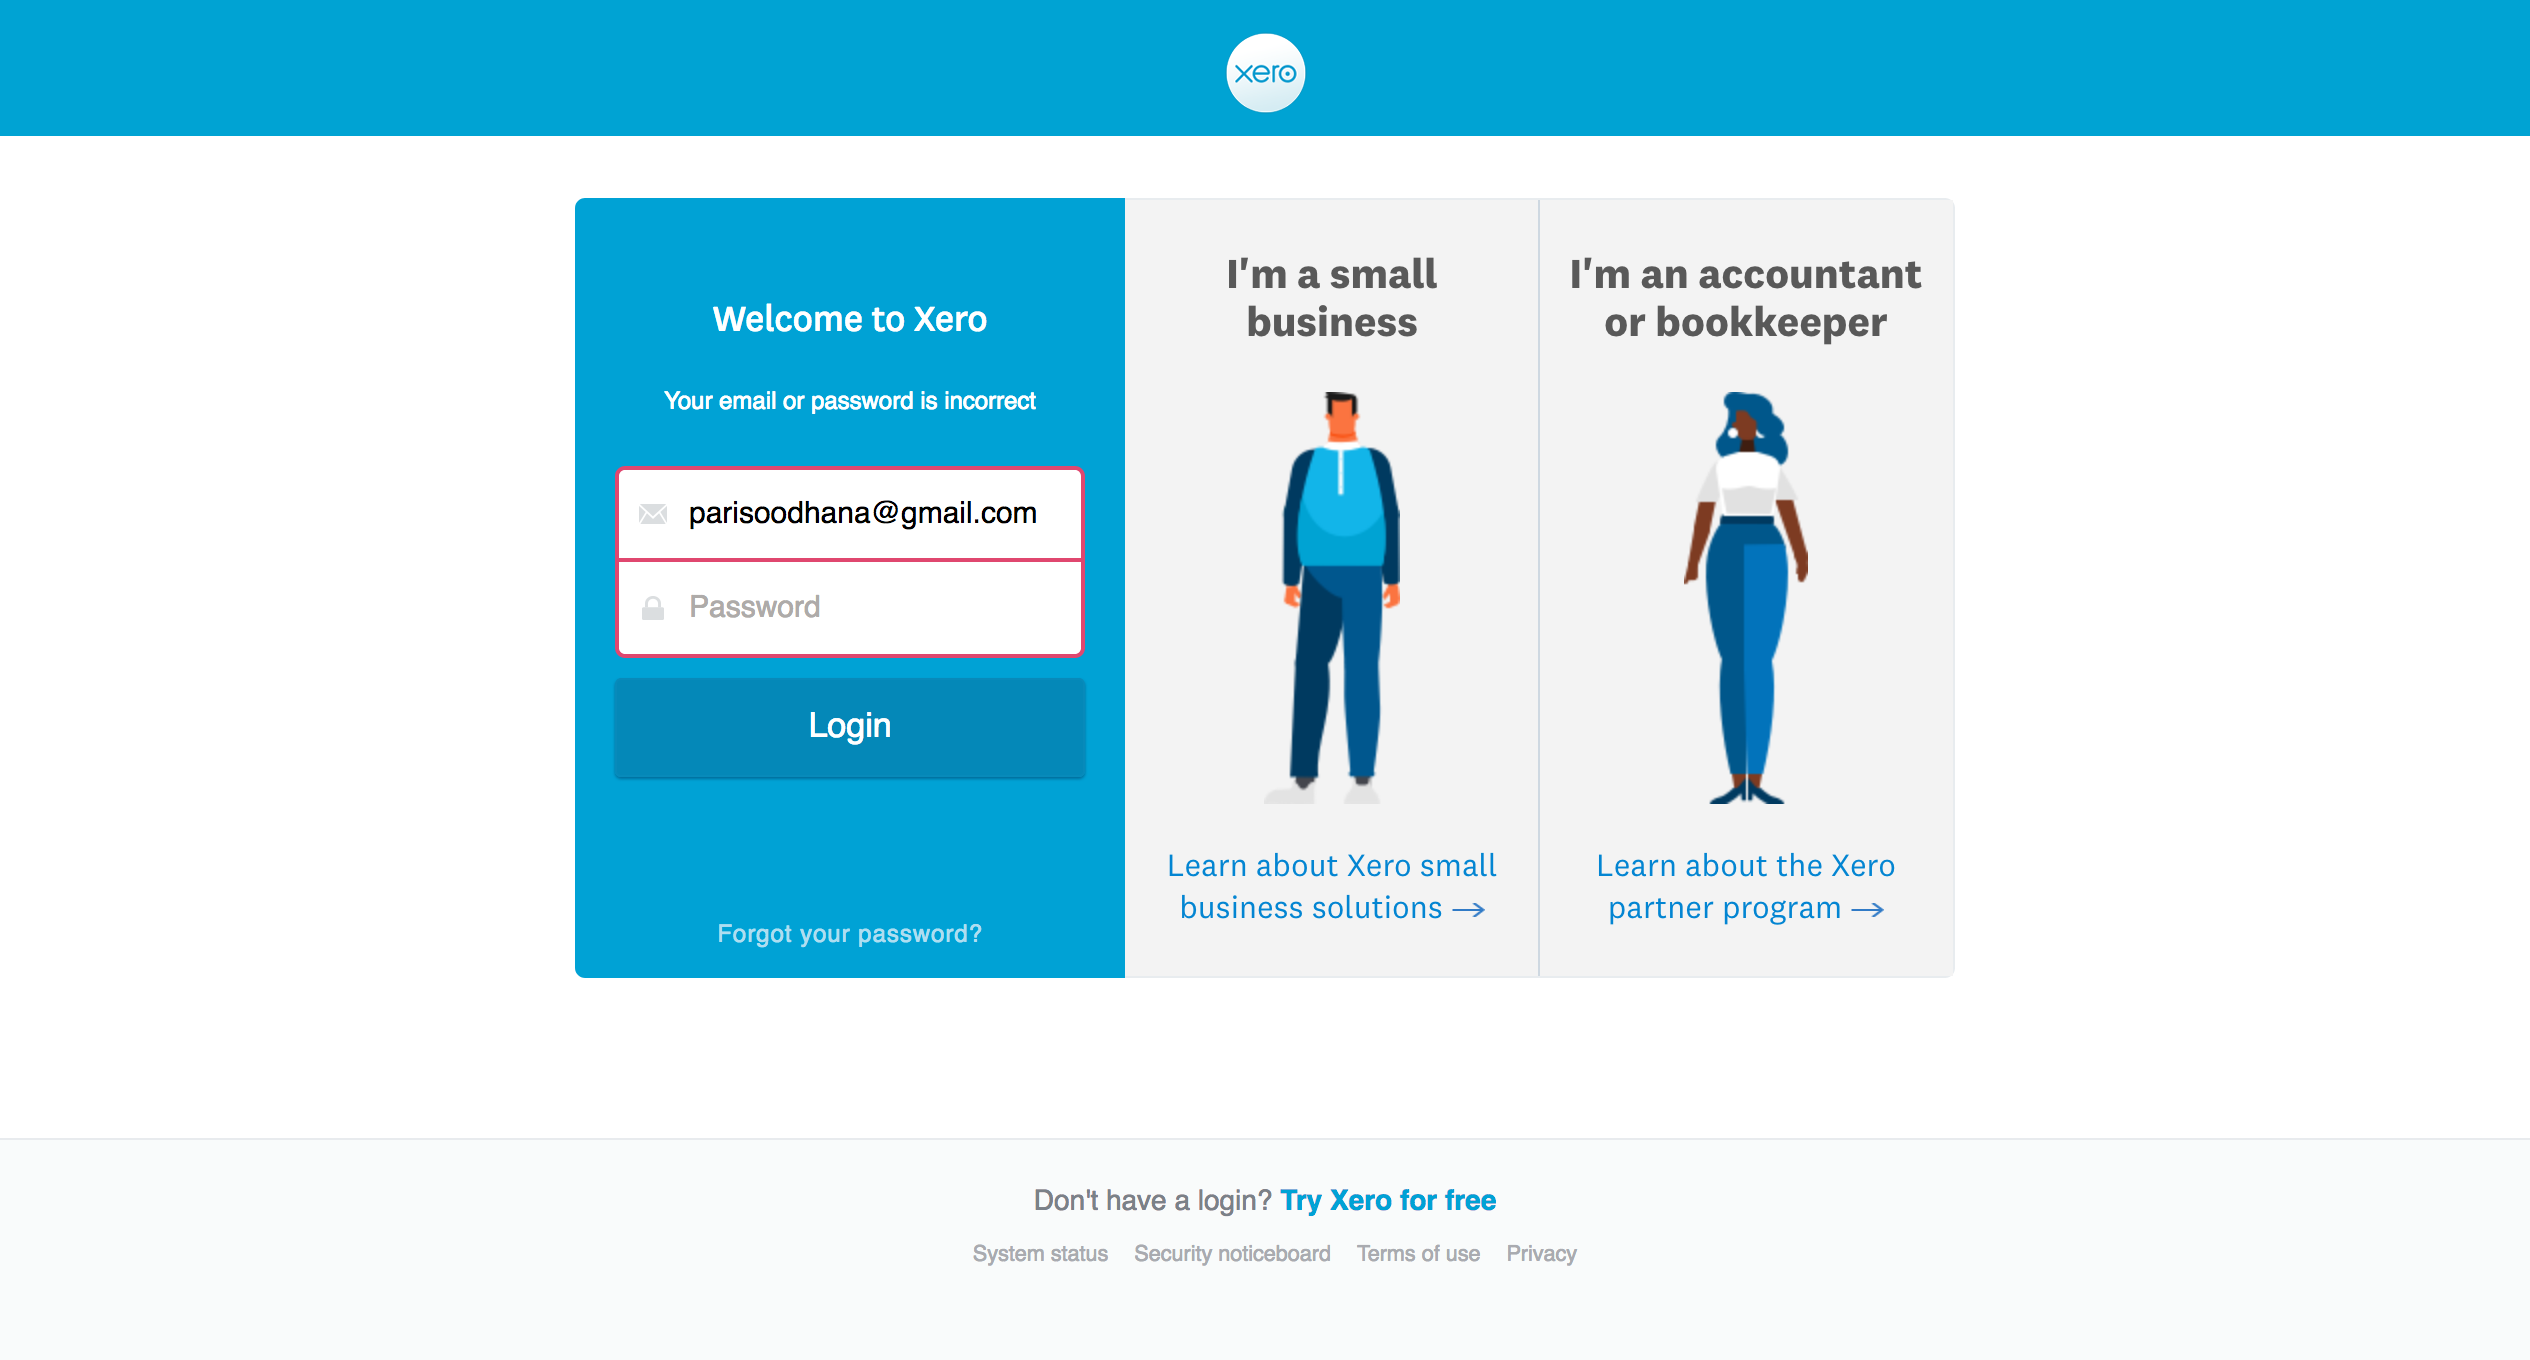 xero
Welcome to Xero
Your email or password is incorrect
parisoodhana@gmail.com
Password
Login
Forgot your password?
I'm a small
business
Learn about Xero small
business solutions →
I'm an accountant
or bookkeeper
Learn about the Xero
partner program →
Don't have a login? Try Xero for free
System status Security noticeboard Terms of use Privacy